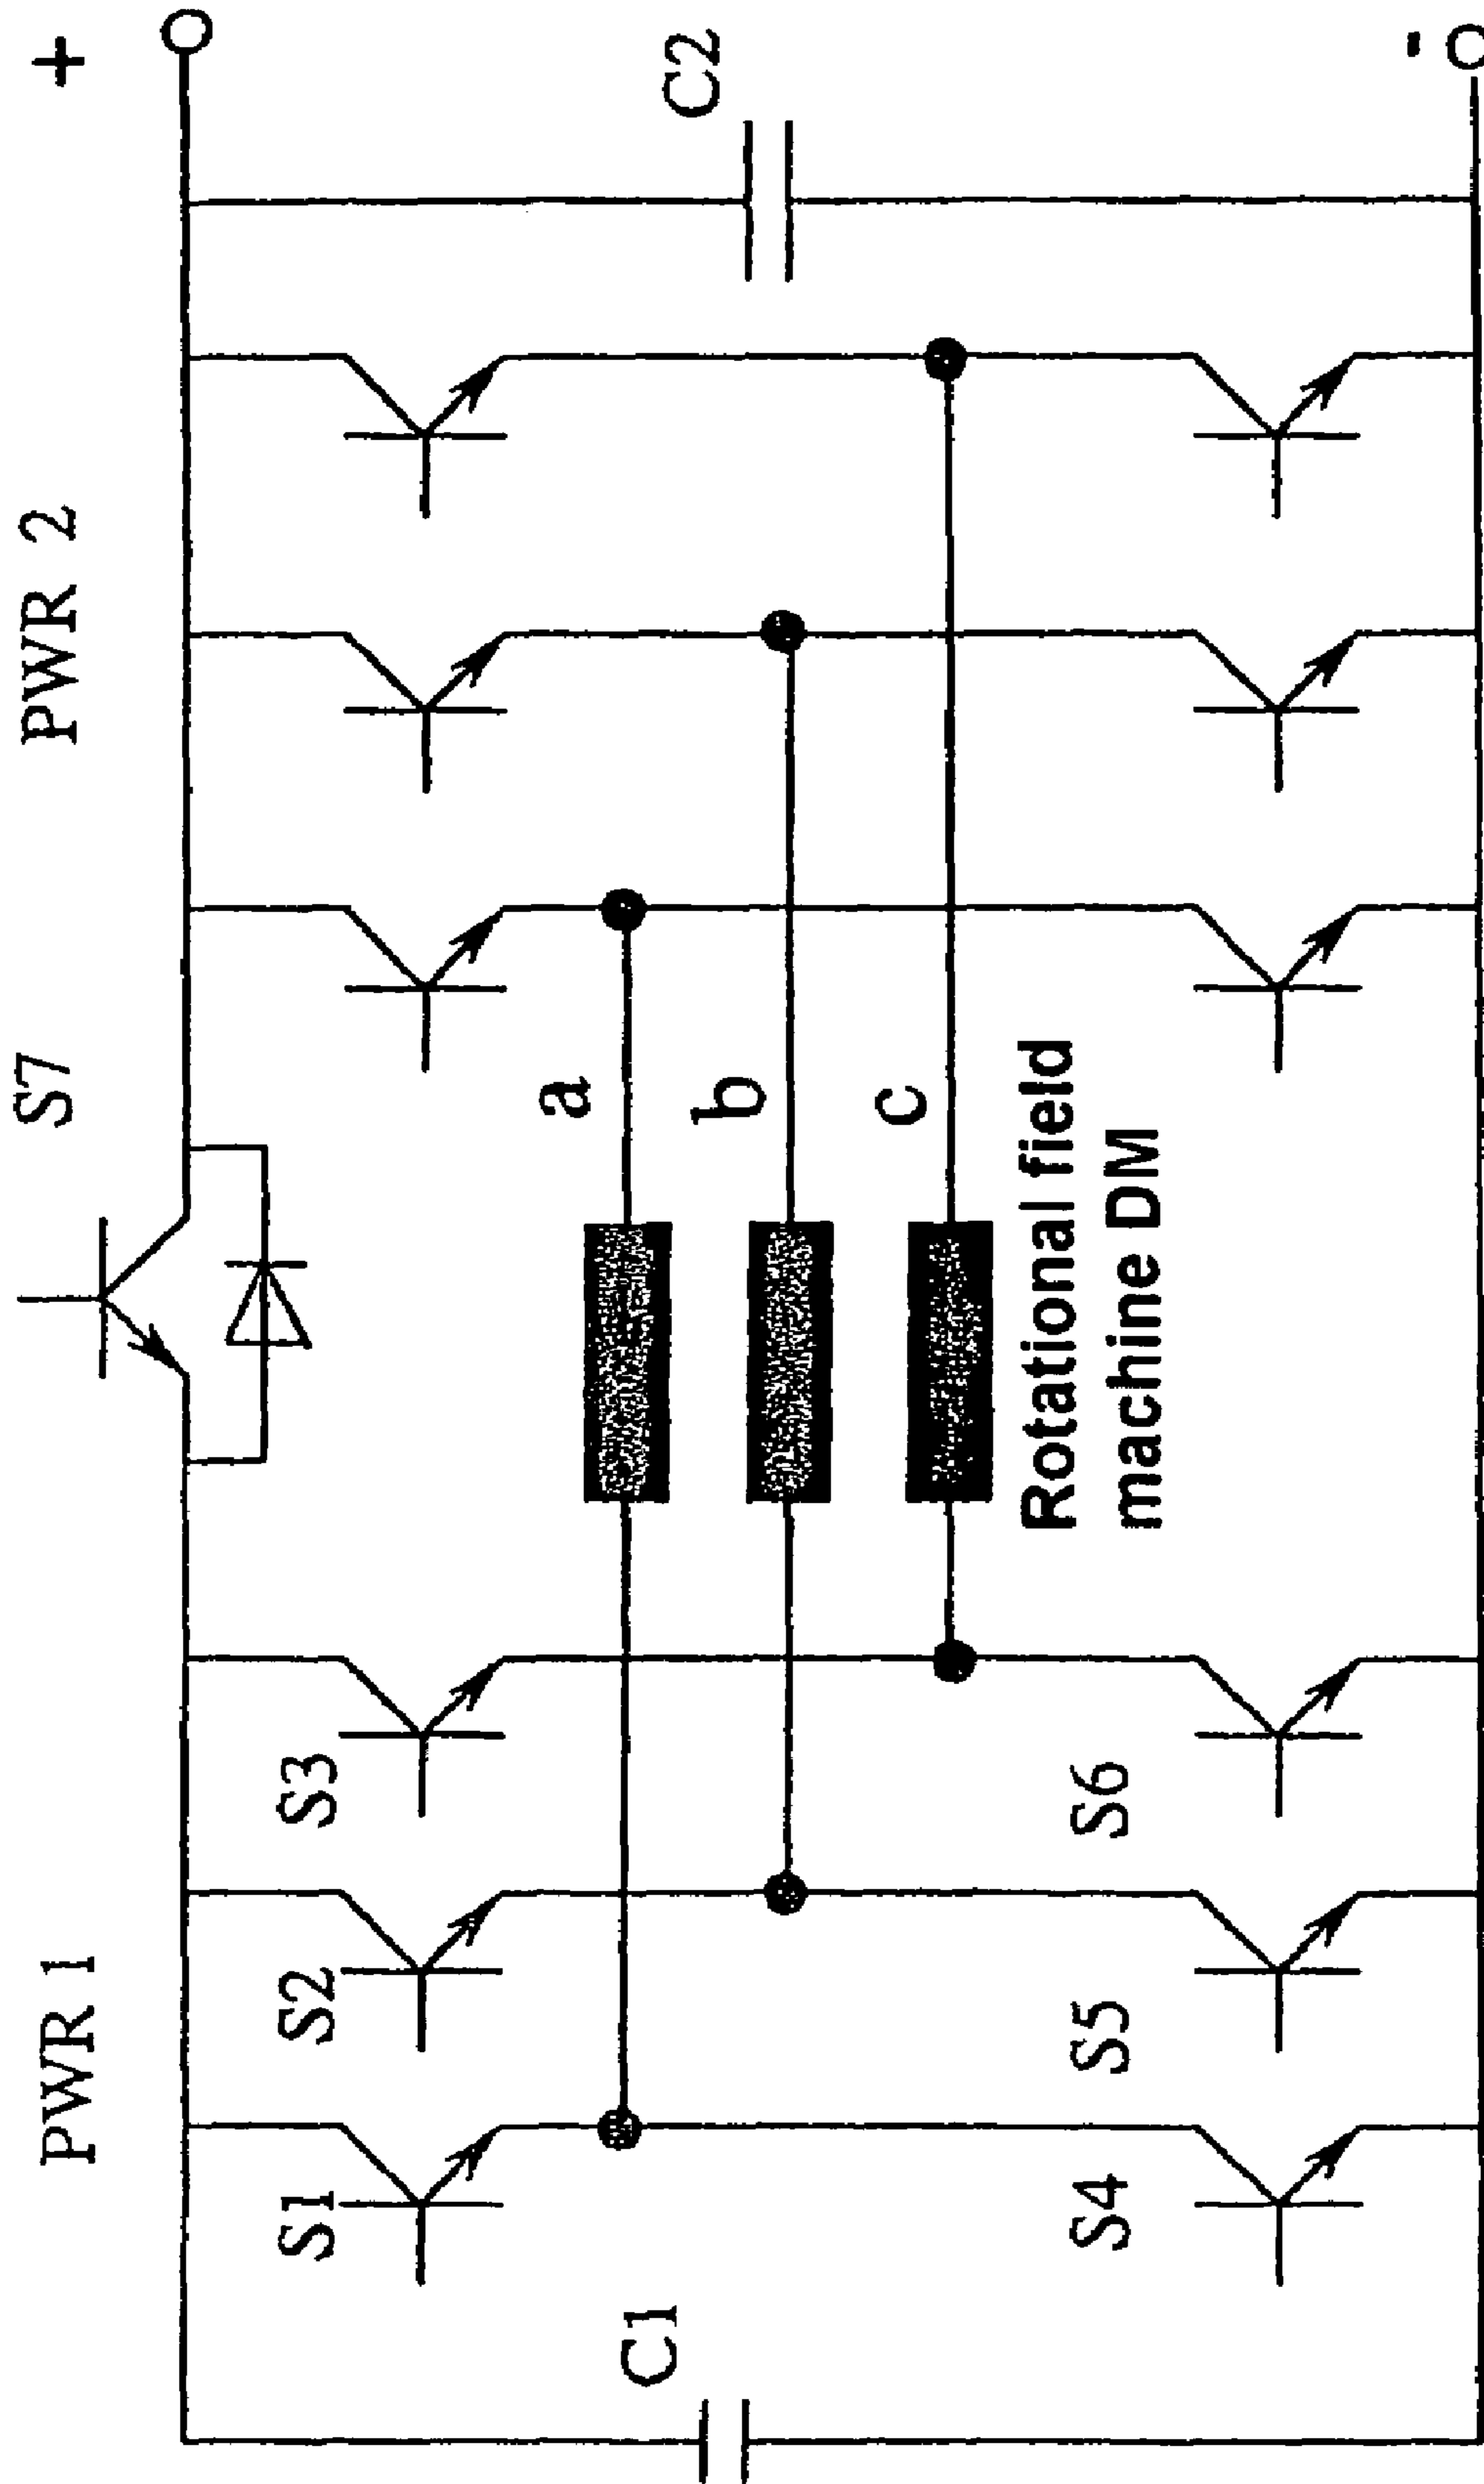 PWR 1
S7
PWR 2
+
S1
S2
S3
C1
a
b
c
C2
Rotational field
machine DM
S4
S5
S6
-